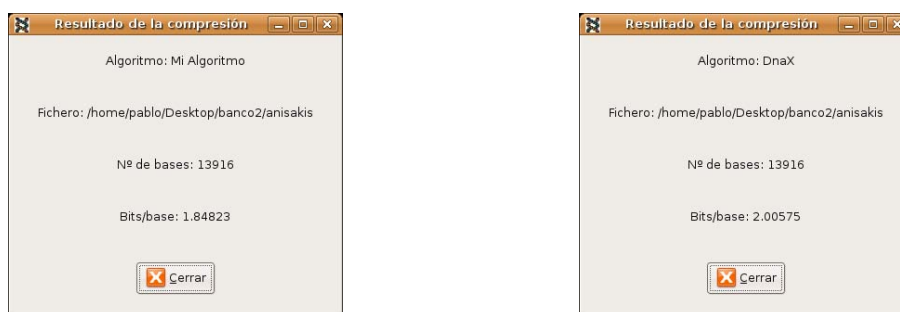 Resultado de la compresión
Algoritmo: Mi Algoritmo
Fichero: /home/pablo/Desktop/banco2/anisakis
Nº de bases: 13916
Bits/base: 1.84823
Cerrar
Resultado de la compresión
Algoritmo: DnaX
Fichero: /home/pablo/Desktop/banco2/anisakis
Nº de bases: 13916
Bits/base: 2.00575
Cerrar